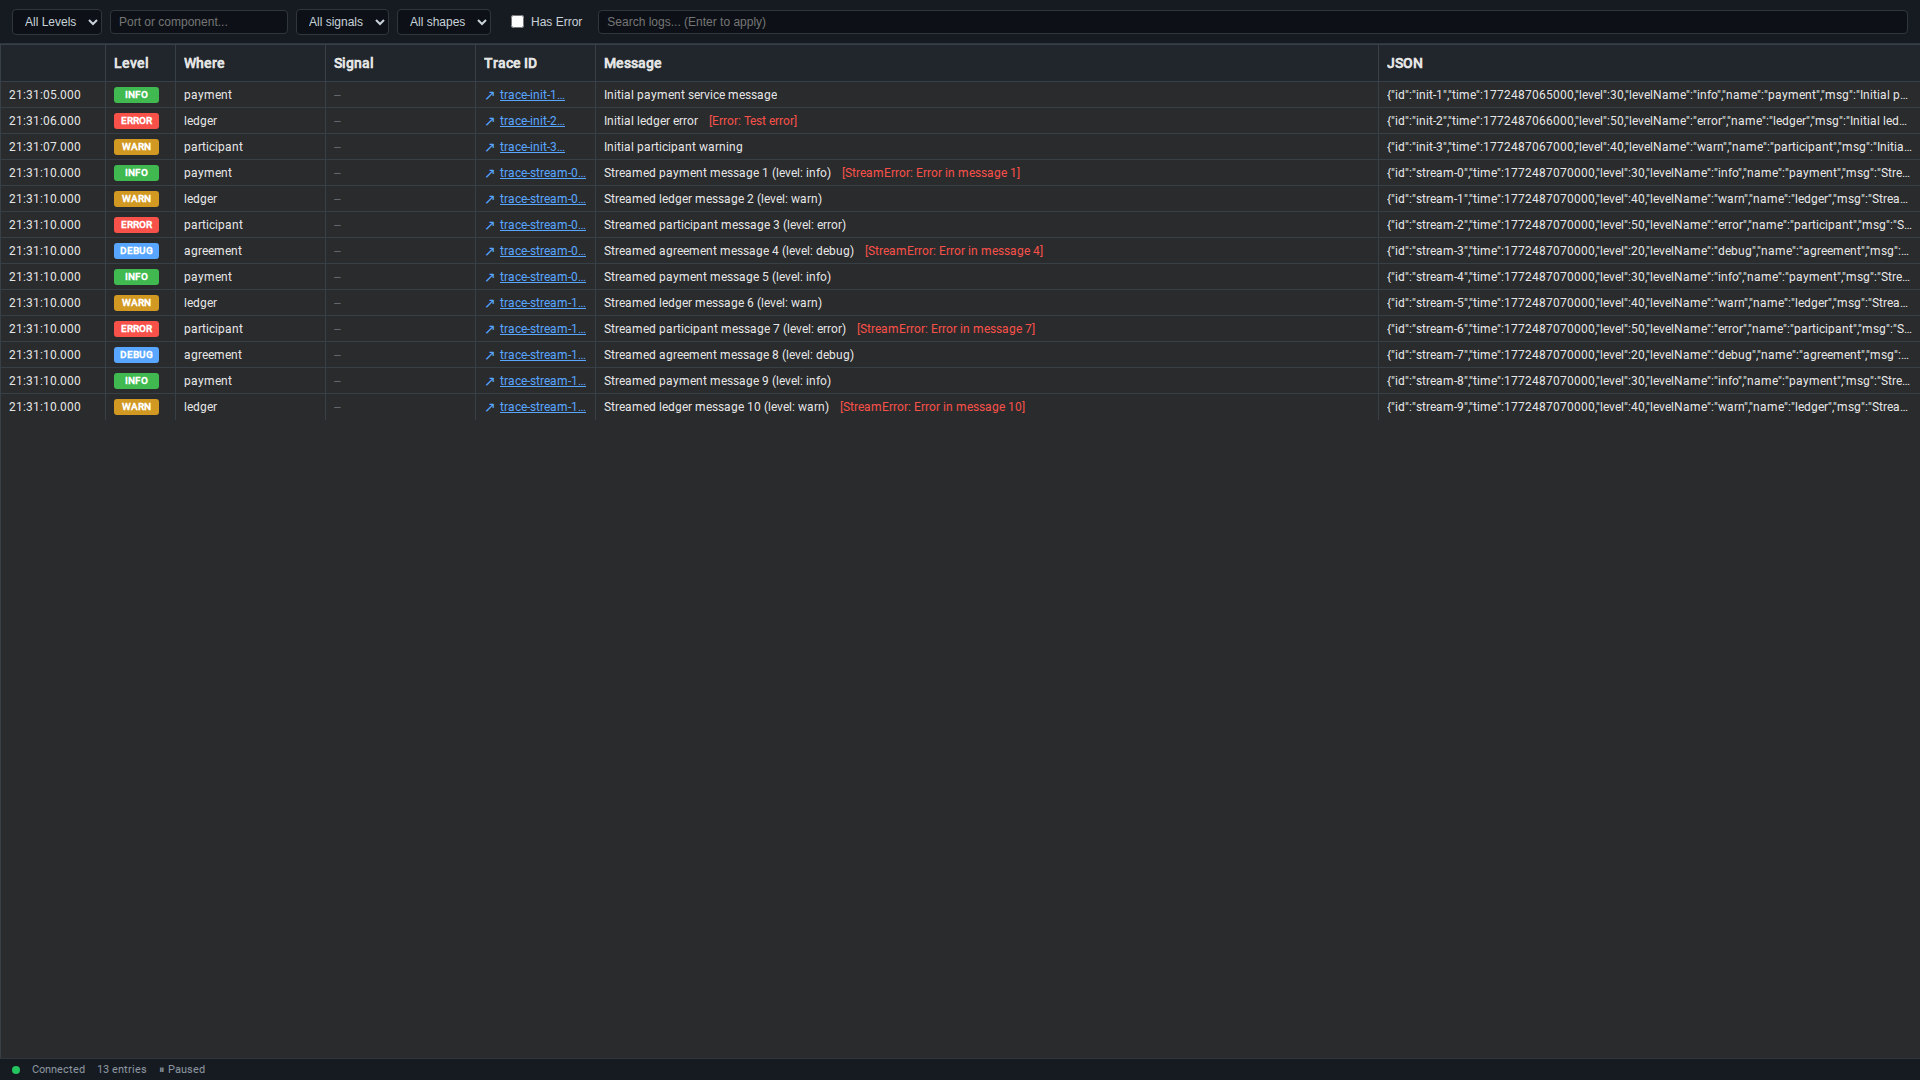 All Levels Port or component... All signals All shapes Has Error Search logs... (Enter to apply)
Level Where Signal Trace ID Message JSON
21:31:05.000 INFO payment – ↗ trace-init-1... Initial payment service message {"id":"init-1","time":1772487065000,"level":30,"levelName":"info","name":"payment","msg":"Initial p...
21:31:06.000 ERROR ledger – ↗ trace-init-2... Initial ledger error [Error: Test error] {"id":"init-2","time":1772487066000,"level":50,"levelName":"error","name":"ledger","msg":"Initial led...
21:31:07.000 WARN participant – ↗ trace-init-3... Initial participant warning {"id":"init-3","time":1772487067000,"level":40,"levelName":"warn","name":"participant","msg":"Initia...
21:31:10.000 INFO payment – ↗ trace-stream-0... Streamed payment message 1 (level: info) [StreamError: Error in message 1] {"id":"stream-0","time":1772487070000,"level":30,"levelName":"info","name":"payment","msg":"Stre...
21:31:10.000 WARN ledger – ↗ trace-stream-0... Streamed ledger message 2 (level: warn) {"id":"stream-1","time":1772487070000,"level":40,"levelName":"warn","name":"ledger","msg":"Strea...
21:31:10.000 ERROR participant – ↗ trace-stream-0... Streamed participant message 3 (level: error) {"id":"stream-2","time":1772487070000,"level":50,"levelName":"error","name":"participant","msg":"S...
21:31:10.000 DEBUG agreement – ↗ trace-stream-0... Streamed agreement message 4 (level: debug) [StreamError: Error in message 4] {"id":"stream-3","time":1772487070000,"level":20,"levelName":"debug","name":"agreement","msg":...
21:31:10.000 INFO payment – ↗ trace-stream-0... Streamed payment message 5 (level: info) {"id":"stream-4","time":1772487070000,"level":30,"levelName":"info","name":"payment","msg":"Stre...
21:31:10.000 WARN ledger – ↗ trace-stream-1... Streamed ledger message 6 (level: warn) {"id":"stream-5","time":1772487070000,"level":40,"levelName":"warn","name":"ledger","msg":"Strea...
21:31:10.000 ERROR participant – ↗ trace-stream-1... Streamed participant message 7 (level: error) [StreamError: Error in message 7] {"id":"stream-6","time":1772487070000,"level":50,"levelName":"error","name":"participant","msg":"S...
21:31:10.000 DEBUG agreement – ↗ trace-stream-1... Streamed agreement message 8 (level: debug) {"id":"stream-7","time":1772487070000,"level":20,"levelName":"debug","name":"agreement","msg":...
21:31:10.000 INFO payment – ↗ trace-stream-1... Streamed payment message 9 (level: info) {"id":"stream-8","time":1772487070000,"level":30,"levelName":"info","name":"payment","msg":"Stre...
21:31:10.000 WARN ledger – ↗ trace-stream-1... Streamed ledger message 10 (level: warn) [StreamError: Error in message 10] {"id":"stream-9","time":1772487070000,"level":40,"levelName":"warn","name":"ledger","msg":"Strea...
Connected 13 entries Paused